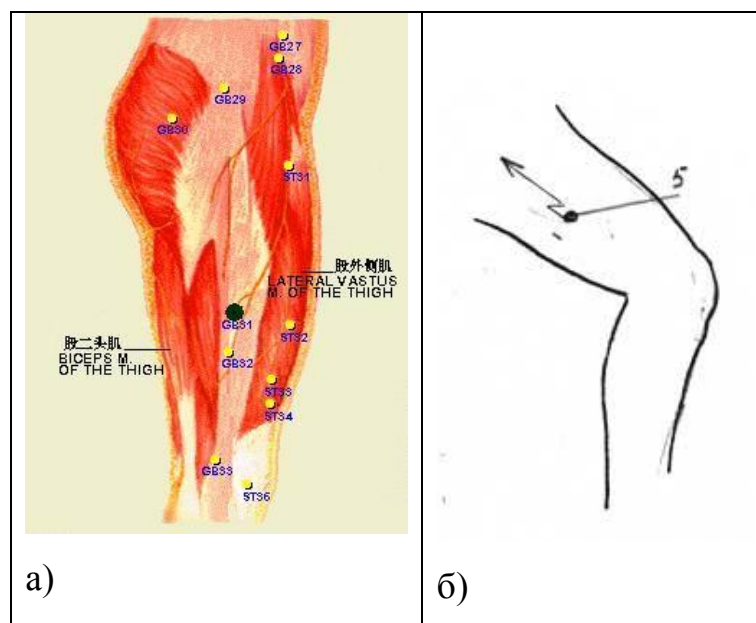 GB27
GB28
GB29
GB30
ST31
股外侧肌
LATERAL VASTUS
M. OF THE THIGH
GB31
ST32
股二头肌
BICEPS M.
OF THE THIGH
GB32
ST33
ST34
GB33
ST35
а)
5
б)